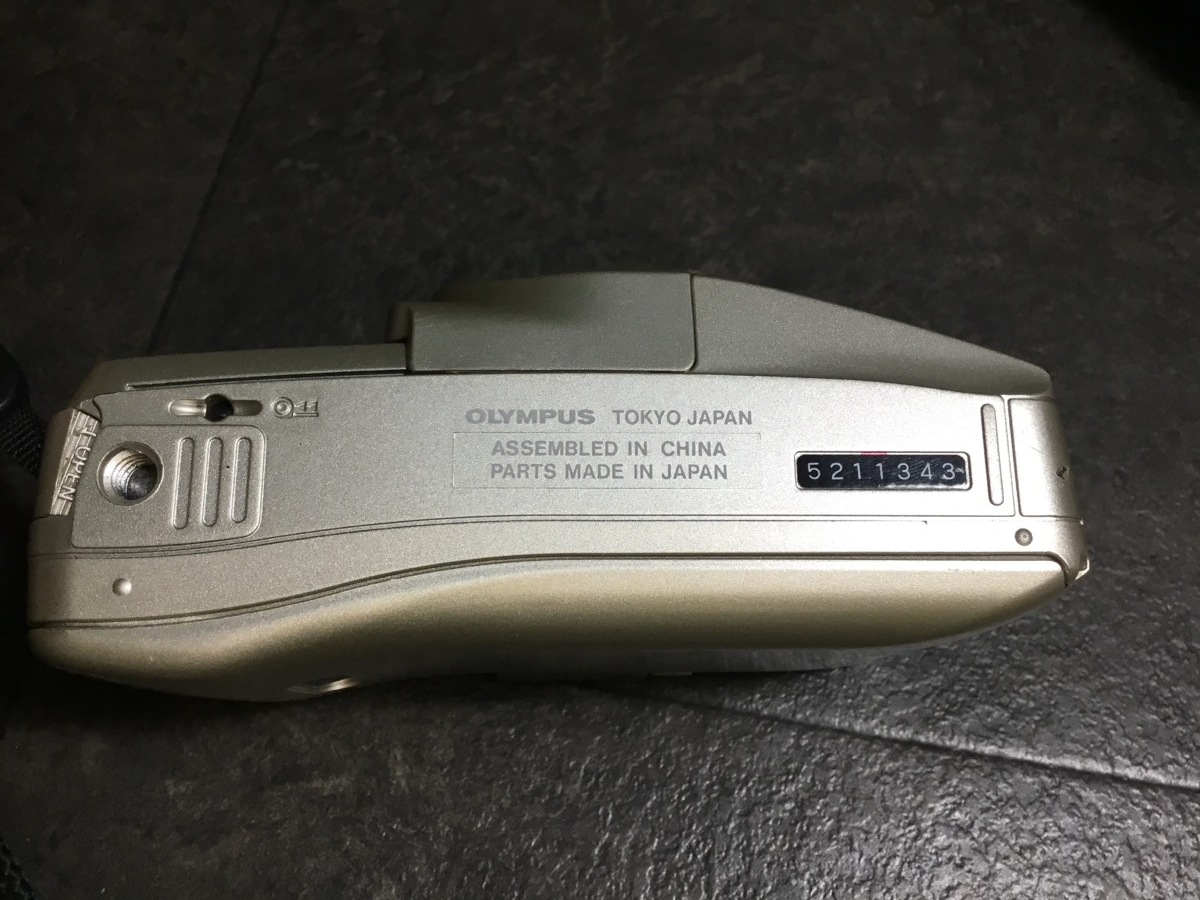 OLYMPUS TOKYO JAPAN
ASSEMBLED IN CHINA
PARTS MADE IN JAPAN
5211343
OPEN